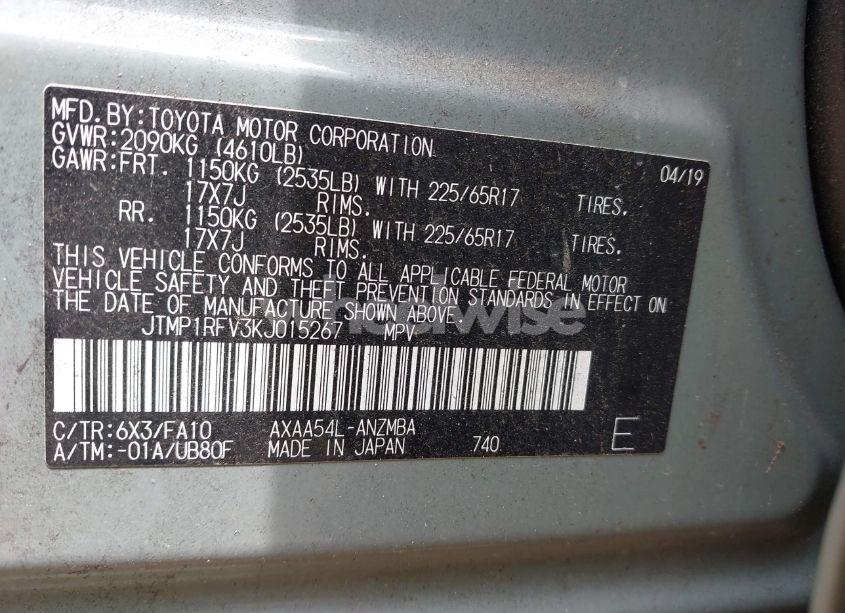 MFD.BY:TOYOTA MOTOR CORPORATION
GVWR:2090KG (4610LB) 04/19
GAWR:FRT. 1150KG (2535LB) WITH 225/65R17 TIRES.
17X7J RIMS.
RR. 1150KG (2535LB) WITH 225/65R17 TIRES.
17X7J RIMS.
THIS VEHICLE CONFORMS TO ALL APPLICABLE FEDERAL MOTOR
VEHICLE SAFETY AND THEFT PREVENTION STANDARDS IN EFFECT ON
THE DATE OF MANUFACTURE SHOWN ABOVE.
JTMP1RFV3KJ015267 MPV
C/TR:6X3/FA10 AXAA54L-ANZMBA
A/TM:-01A/UB80F MADE IN JAPAN 740 E